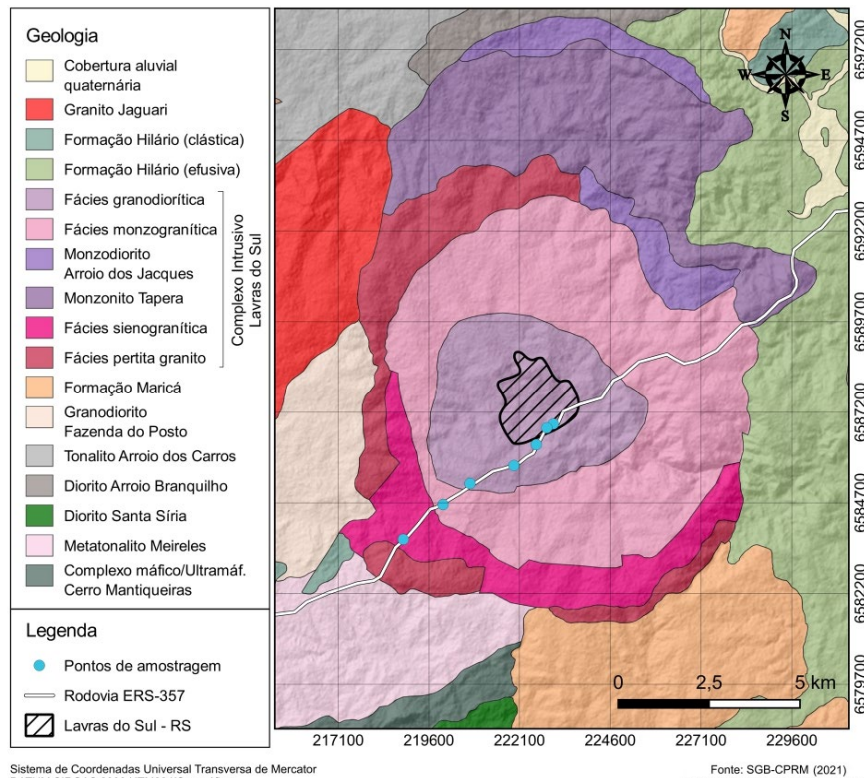 Geologia
Cobertura aluvial
quaternária
Granito Jaguari
Formação Hilário (clástica)
Formação Hilário (efusiva)
Fácies granodiorítica
Fácies monzogranítica
Monzodiorito
Arroio dos Jacques
Monzonito Tapera
Fácies sienogranítica
Fácies pertita granito
Complexo Intrusivo
Lavras do Sul
Formação Maricá
Granodiorito
Fazenda do Posto
Tonalito Arroio dos Carros
Diorito Arroio Branquilho
Diorito Santa Síria
Metatonalito Meireles
Complexo máfico/Ultramáf.
Cerro Mantiqueiras
Legenda
Pontos de amostragem
Rodovia ERS-357
Lavras do Sul - RS
N
W E
S
6597200
6594700
6592200
6589700
6587200
6584700
6582200
6579700
0 2,5 5 km
217100 219600 222100 224600 227100 229600
Sistema de Coordenadas Universal Transversa de Mercator
Fonte: SGB-CPRM (2021)